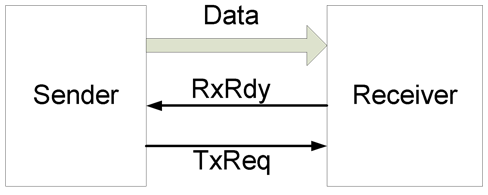 Data
Sender
RxRdy
Receiver
TxReq